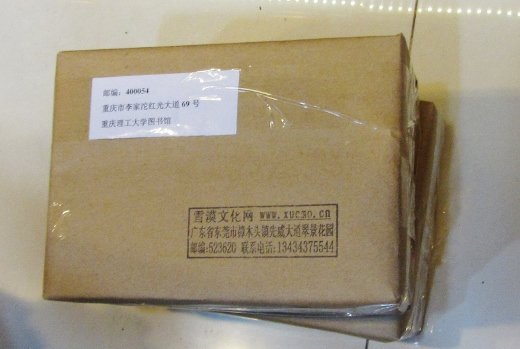 邮编：400054
重庆市李家沱红光大道 69 号
重庆理工大学图书馆
雪漠文化网 www.xuemo.cn
广东省东莞市樟木头镇先威大道翠景花园
邮编:523620 联系电话:13434375544